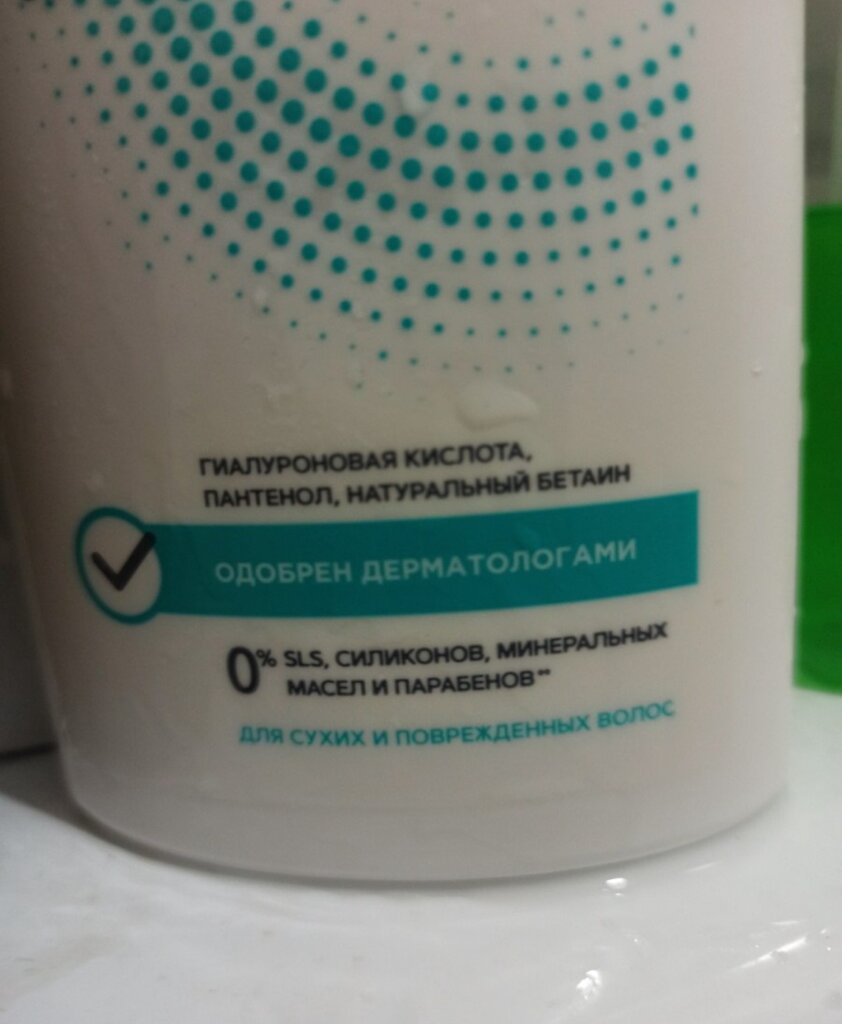 ГИАЛУРОНОВАЯ КИСЛОТА,
ПАНТЕНОЛ, НАТУРАЛЬНЫЙ БЕТАИН
ОДОБРЕН ДЕРМАТОЛОГАМИ
0% SLS, СИЛИКОНОВ, МИНЕРАЛЬНЫХ
МАСЕЛ И ПАРАБЕНОВ**
ДЛЯ СУХИХ И ПОВРЕЖДЕННЫХ ВОЛОС